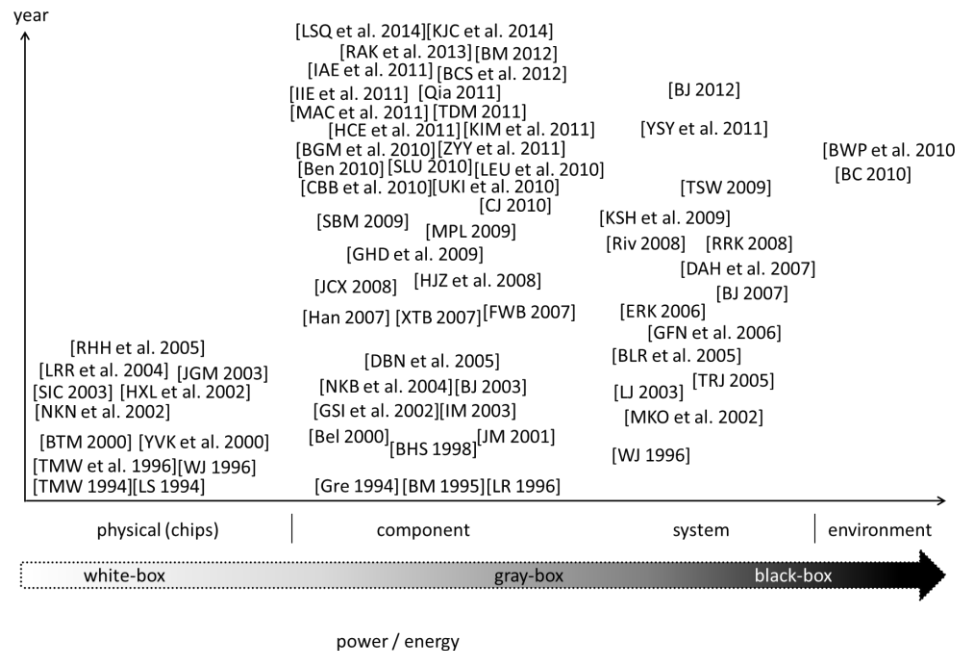 year
[LSQ et al. 2014][KJC et al. 2014]
[RAK et al. 2013] [BM 2012]
[IAE et al. 2011] [BCS et al. 2012]
[IIE et al. 2011] [Qia 2011] [BJ 2012]
[MAC et al. 2011] [TDM 2011]
[HCE et al. 2011] [KIM et al. 2011] [YSY et al. 2011]
[BGM et al. 2010][ZYY et al. 2011] [BWP et al. 2010
[Ben 2010] [SLU 2010] [LEU et al. 2010] [BC 2010]
[CBB et al. 2010][UKI et al. 2010] [TSW 2009]
[CJ 2010]
[SBM 2009] [MPL 2009] [KSH et al. 2009]
[GHD et al. 2009] [Riv 2008] [RRK 2008]
[DAH et al. 2007]
[JCX 2008] [HJZ et al. 2008] [BJ 2007]
[Han 2007] [XTB 2007] [FWB 2007] [ERK 2006]
[GFN et al. 2006]
[RHH et al. 2005] [DBN et al. 2005] [BLR et al. 2005]
[LRR et al. 2004] [JGM 2003] [TRJ 2005]
[SIC 2003] [HXL et al. 2002] [NKB et al. 2004] [BJ 2003] [LJ 2003]
[NKN et al. 2002] [GSI et al. 2002] [IM 2003] [MKO et al. 2002]
[BTM 2000] [YVK et al. 2000] [Bel 2000] [BHS 1998] [JM 2001]
[TMW et al. 1996] [WJ 1996] [WJ 1996]
[TMW 1994][LS 1994] [Gre 1994] [BM 1995][LR 1996]
physical (chips) component system environment
white-box gray-box black-box
power / energy